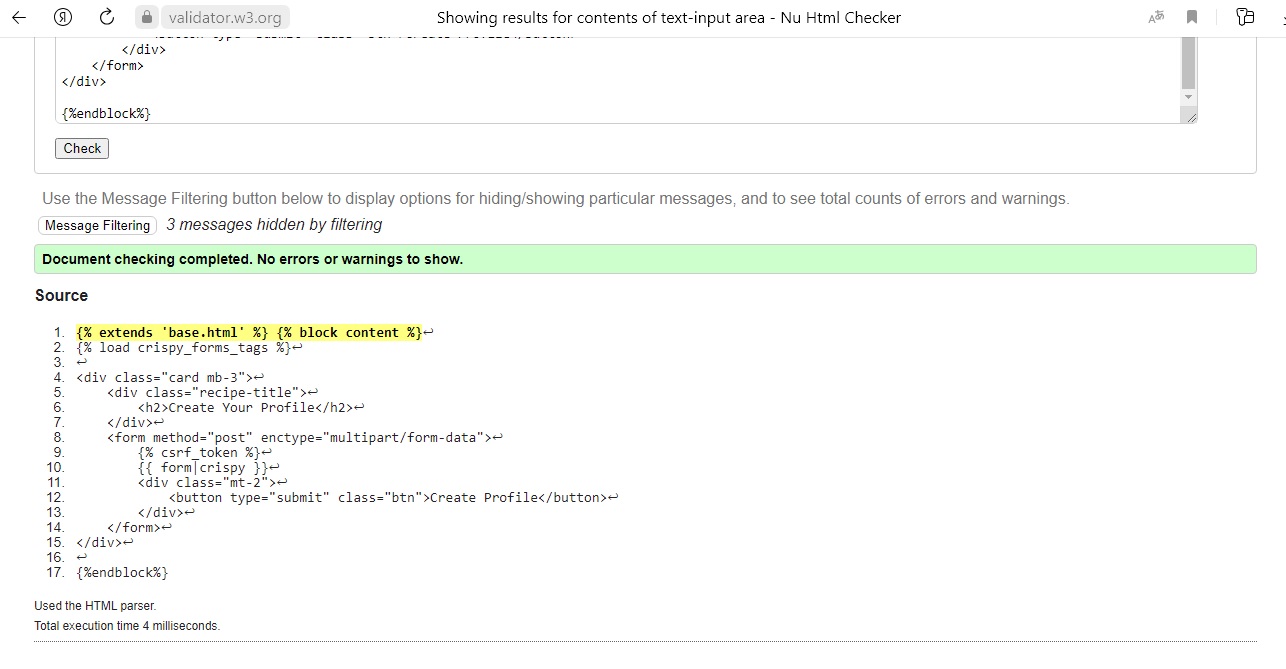 validator.w3.org
Showing results for contents of text-input area - Nu Html Checker
</div>
</form>
</div>
{%endblock%}
Check
Use the Message Filtering button below to display options for hiding/showing particular messages, and to see total counts of errors and warnings.
Message Filtering 3 messages hidden by filtering
Document checking completed. No errors or warnings to show.
Source
1. {% extends 'base.html' %} {% block content %}↩
2. {% load crispy_forms_tags %}↩
3. ↩
4. <div class="card mb-3">↩
5. <div class="recipe-title">↩
6. <h2>Create Your Profile</h2>↩
7. </div>↩
8. <form method="post" enctype="multipart/form-data">↩
9. {% csrf_token %}↩
10. {{ form|crispy }}↩
11. <div class="mt-2">↩
12. <button type="submit" class="btn">Create Profile</button>↩
13. </div>↩
14. </form>↩
15. </div>↩
16. ↩
17. {%endblock%}
Used the HTML parser.
Total execution time 4 milliseconds.